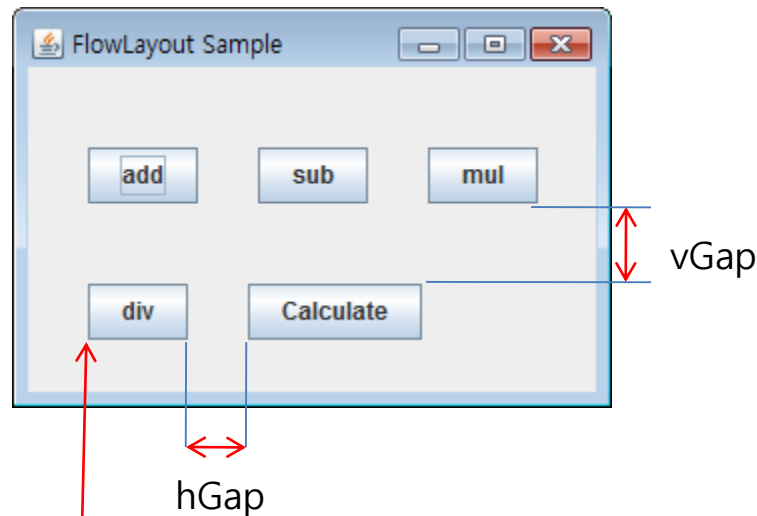 FlowLayout Sample
add sub mul
vGap
div Calculate
hGap